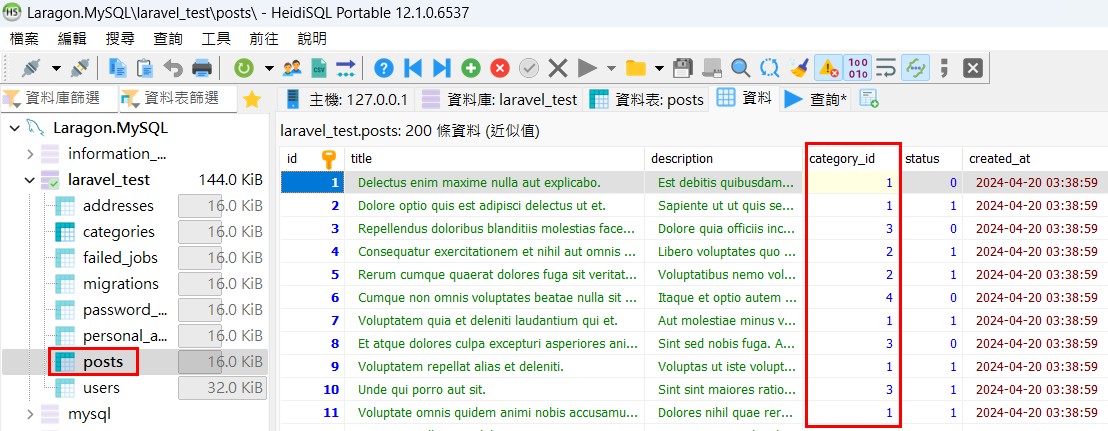 Laragon.MySQL\laravel_test\posts\ - HeidiSQL Portable 12.1.0.6537
檔案 編輯 搜尋 查詢 工具 前往 說明
資料庫篩選 資料表篩選 主機: 127.0.0.1 資料庫: laravel_test 資料表: posts 資料 查詢*
Laragon.MySQL
information_...
laravel_test 144.0 KiB
addresses 16.0 KiB
categories 16.0 KiB
failed_jobs 16.0 KiB
migrations 16.0 KiB
password_... 16.0 KiB
personal_a... 16.0 KiB
posts 16.0 KiB
users 32.0 KiB
mysql
laravel_test.posts: 200 條資料 (近似值)
id title description category_id status created_at
1 Delectus enim maxime nulla aut explicabo. Est debitis quibusdam... 1 0 2024-04-20 03:38:59
2 Dolore optio quis est adipisci delectus ut et. Sapiente ut ut quis se... 1 1 2024-04-20 03:38:59
3 Repellendus doloribus blanditiis molestias face... Dolore quia officiis inc... 3 0 2024-04-20 03:38:59
4 Consequatur exercitationem et nihil aut omnis ... Libero voluptates quo ... 2 1 2024-04-20 03:38:59
5 Rerum cumque quaerat dolores fuga sit veritat... Voluptatibus nemo vol... 2 1 2024-04-20 03:38:59
6 Cumque non omnis voluptates beatae nulla sit ... Itaque et optio autem ... 4 0 2024-04-20 03:38:59
7 Voluptatem quia et deleniti laudantium qui et. Aut molestiae minus v... 1 1 2024-04-20 03:38:59
8 Et atque dolores culpa excepturi asperiores ani... Sint sed nobis fuga. A... 3 0 2024-04-20 03:38:59
9 Voluptatem repellat alias et deleniti. Voluptas ut iste volupt... 1 1 2024-04-20 03:38:59
10 Unde qui porro aut sit. Sint sint maiores ratio... 3 1 2024-04-20 03:38:59
11 Voluptate omnis quidem animi nobis accusamu... Dolores nihil quae rer... 1 1 2024-04-20 03:38:59